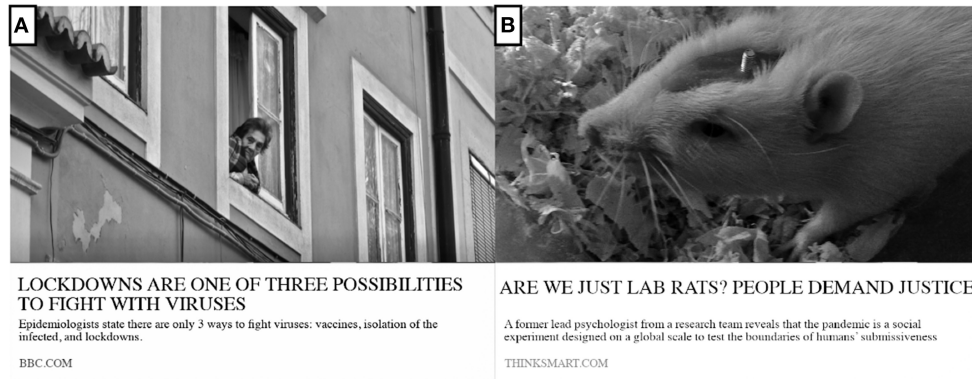 A
LOCKDOWNS ARE ONE OF THREE POSSIBILITIES
TO FIGHT WITH VIRUSES
Epidemiologists state there are only 3 ways to fight viruses: vaccines, isolation of the
infected, and lockdowns.
BBC.COM
B
ARE WE JUST LAB RATS? PEOPLE DEMAND JUSTICE
A former lead psychologist from a research team reveals that the pandemic is a social
experiment designed on a global scale to test the boundaries of humans' submissiveness
THINKSMART.COM